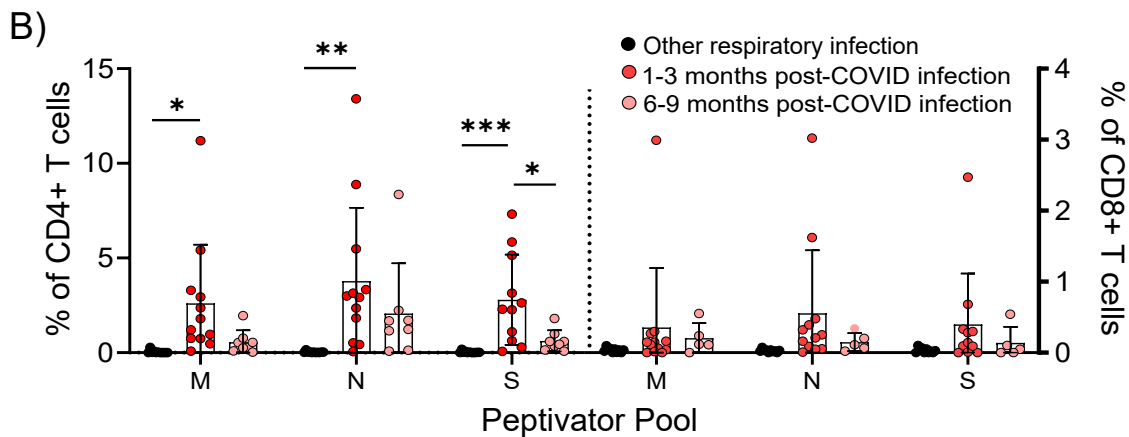 B)
Other respiratory infection
1-3 months post-COVID infection
6-9 months post-COVID infection
% of CD4+ T cells
15
10
5
0
*
**
***
*
4
3
2
1
0
% of CD8+ T cells
M N S M N S
Peptivator Pool